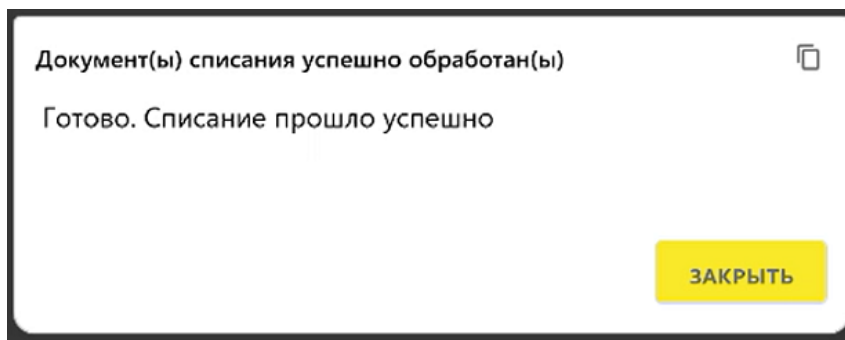 Документ(ы) списания успешно обработан(ы)
Готово. Списание прошло успешно
ЗАКРЫТЬ